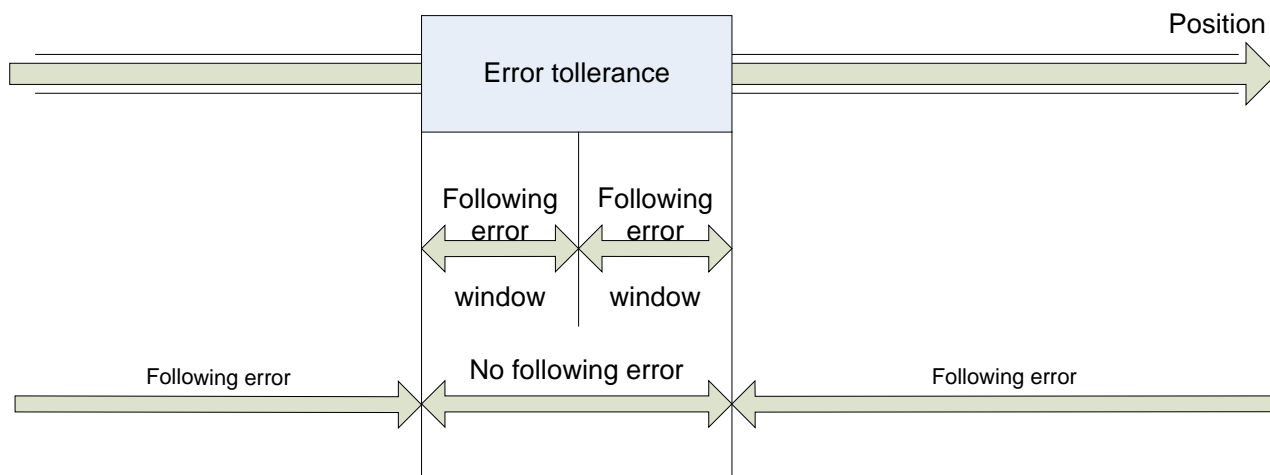 Position
Error tollerance
Following
error
window
Following
error
window
Following error
No following error
Following error